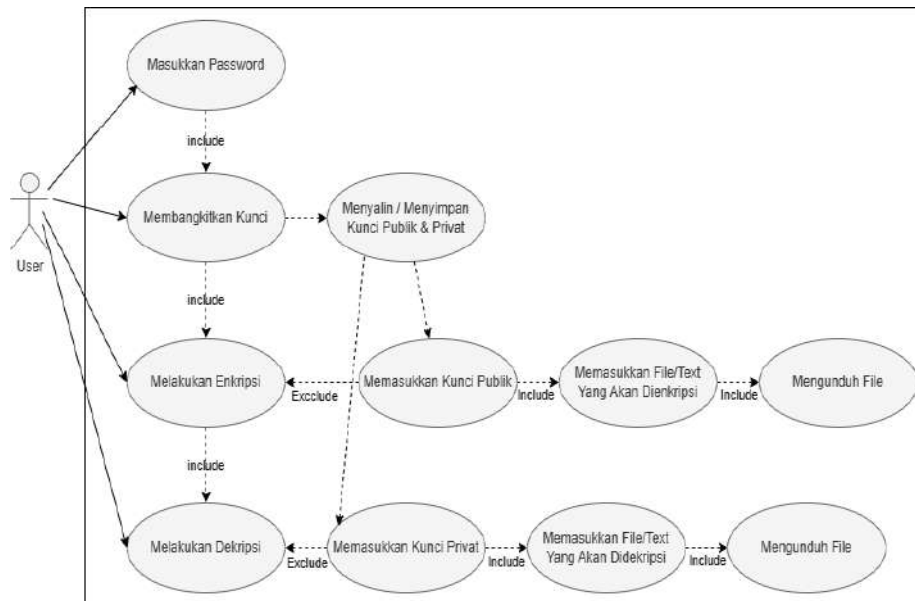 Masukkan Password
include
Membangkitkan Kunci
Menyalin / Menyimpan
Kunci Publik & Privat
User
include
Melakukan Enkripsi
Excclude
Memasukkan Kunci Publik
Include
Memasukkan File/Text
Yang Akan Dienkripsi
Include
Mengunduh File
include
Melakukan Dekripsi
Exclude
Memasukkan Kunci Privat
Include
Memasukkan File/Text
Yang Akan Didekripsi
Include
Mengunduh File